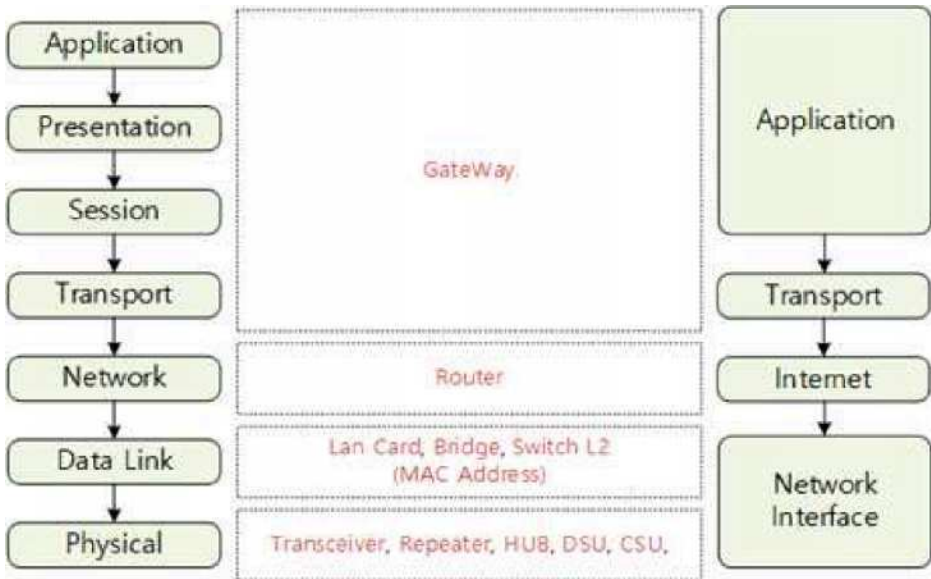 Application
Presentation
Session
Transport
Network
Data Link
Physical
GateWay
Router
Lan Card, Bridge, Switch L2
(MAC Address)
Transceiver, Repeater, HUB, DSU, CSU,
Application
Transport
Internet
Network
Interface